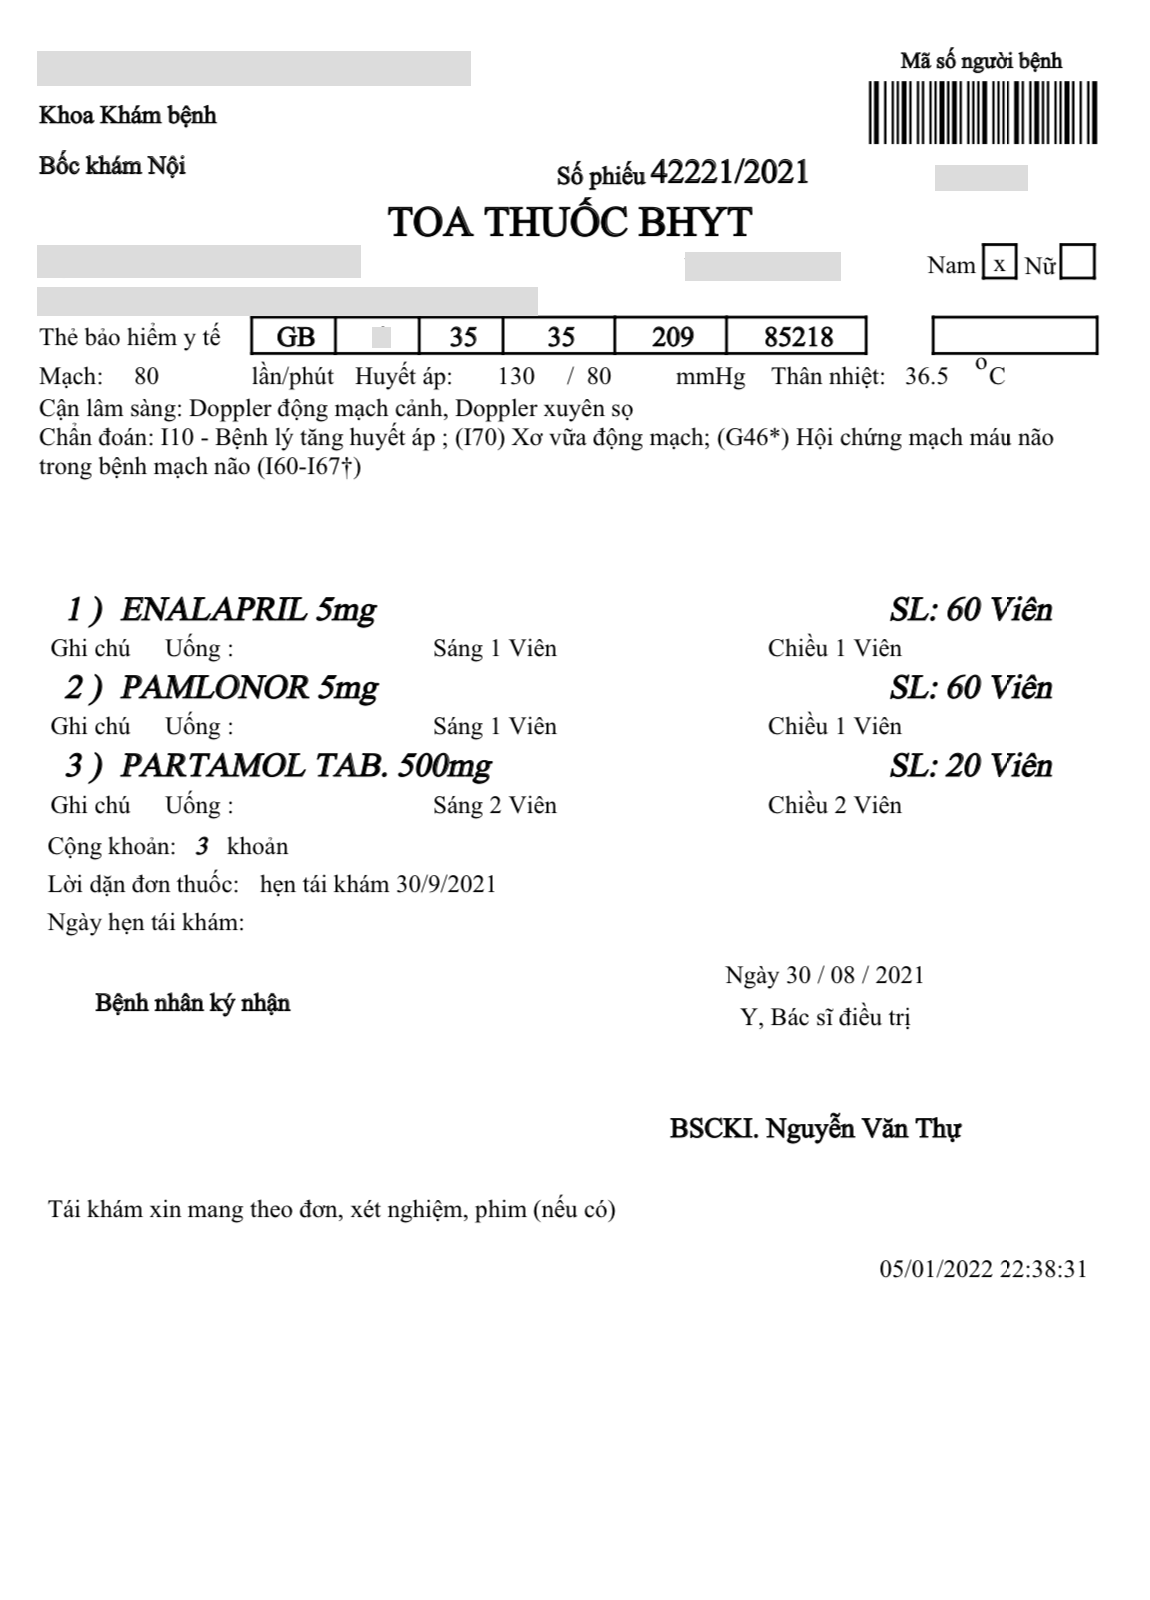 Mã số người bệnh
Khoa Khám bệnh
Bốc khám Nội
Số phiếu 42221/2021
TOA THUỐC BHYT
Nam x Nữ
Thẻ bảo hiểm y tế GB 35 35 209 85218
Mạch: 80 lần/phút Huyết áp: 130 / 80 mmHg Thân nhiệt: 36.5 °C
Cận lâm sàng: Doppler động mạch cảnh, Doppler xuyên sọ
Chẩn đoán: I10 - Bệnh lý tăng huyết áp ; (I70) Xơ vữa động mạch; (G46*) Hội chứng mạch máu não
trong bệnh mạch não (I60-I67†)
1 ) ENALAPRIL 5mg SL: 60 Viên
Ghi chú Uống : Sáng 1 Viên Chiều 1 Viên
2 ) PAMLONOR 5mg SL: 60 Viên
Ghi chú Uống : Sáng 1 Viên Chiều 1 Viên
3 ) PARTAMOL TAB. 500mg SL: 20 Viên
Ghi chú Uống : Sáng 2 Viên Chiều 2 Viên
Cộng khoản: 3 khoản
Lời dặn đơn thuốc: hẹn tái khám 30/9/2021
Ngày hẹn tái khám:
Ngày 30 / 08 / 2021
Bệnh nhân ký nhận
Y, Bác sĩ điều trị
BSCKI. Nguyễn Văn Thự
Tái khám xin mang theo đơn, xét nghiệm, phim (nếu có)
05/01/2022 22:38:31